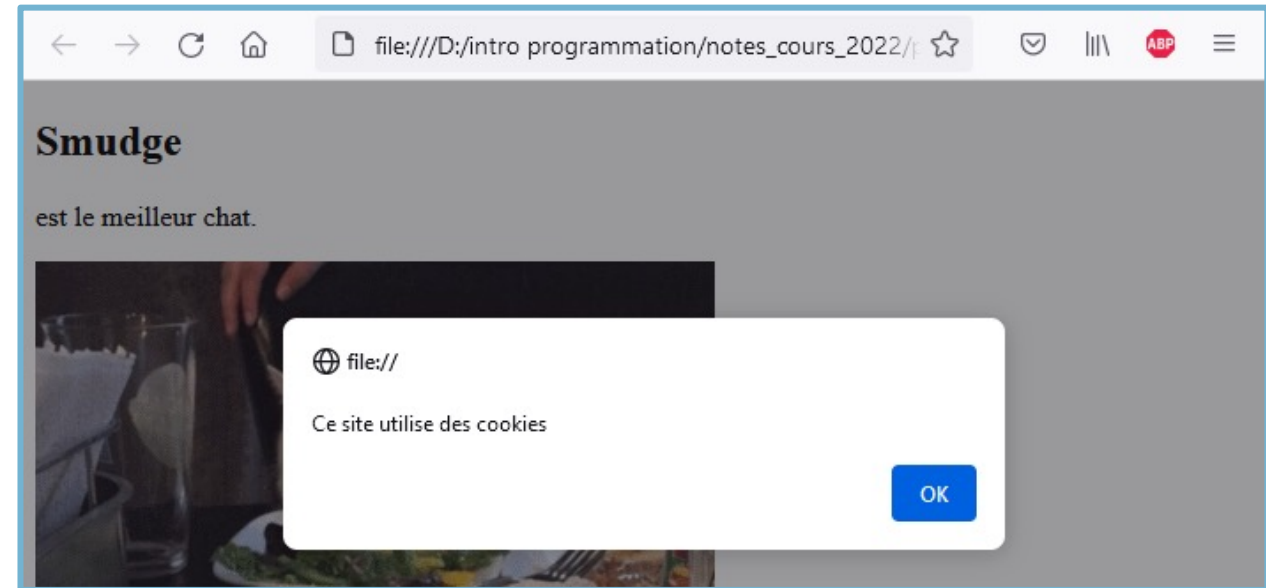 file:///D:/intro programmation/notes_cours_2022/
ABP
Smudge
est le meilleur chat.
file://
Ce site utilise des cookies
OK